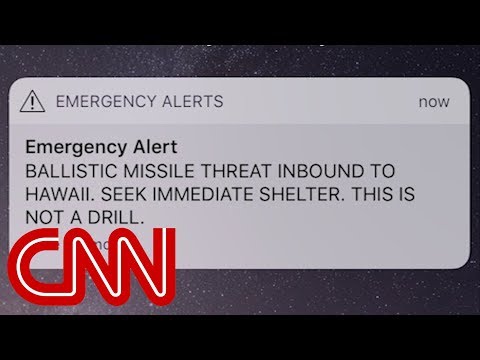 EMERGENCY ALERTS now
Emergency Alert
BALLISTIC MISSILE THREAT INBOUND TO
HAWAII. SEEK IMMEDIATE SHELTER. THIS IS
NOT A DRILL.
CNN